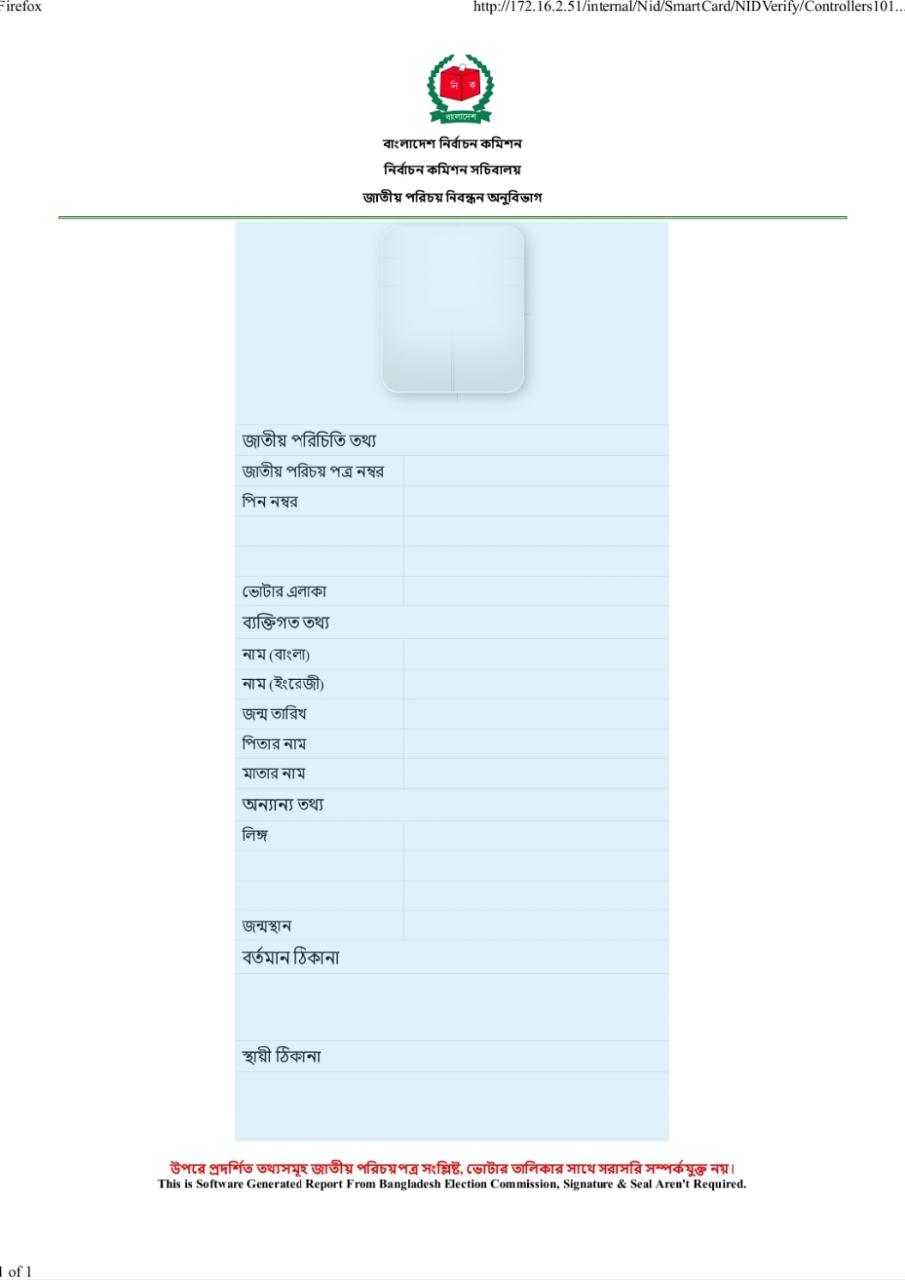 Firefox
http://172.16.2.51/internal/Nid/SmartCard/NIDVerify/Controllers101...
নি ক
বাংলাদেশ
বাংলাদেশ নির্বাচন কমিশন
নির্বাচন কমিশন সচিবালয়
জাতীয় পরিচয় নিবন্ধন অনুবিভাগ
জাতীয় পরিচিতি তথ্য
জাতীয় পরিচয় পত্র নম্বর
পিন নম্বর
ভোটার এলাকা
ব্যক্তিগত তথ্য
নাম (বাংলা)
নাম (ইংরেজী)
জন্ম তারিখ
পিতার নাম
মাতার নাম
অন্যান্য তথ্য
লিঙ্গ
জন্মস্থান
বর্তমান ঠিকানা
স্থায়ী ঠিকানা
উপরে প্রদর্শিত তথ্যসমূহ জাতীয় পরিচয়পত্র সংশ্লিষ্ট, ভোটার তালিকার সাথে সরাসরি সম্পর্কযুক্ত নয়।
This is Software Generated Report From Bangladesh Election Commission, Signature & Seal Aren't Required.
1 of 1